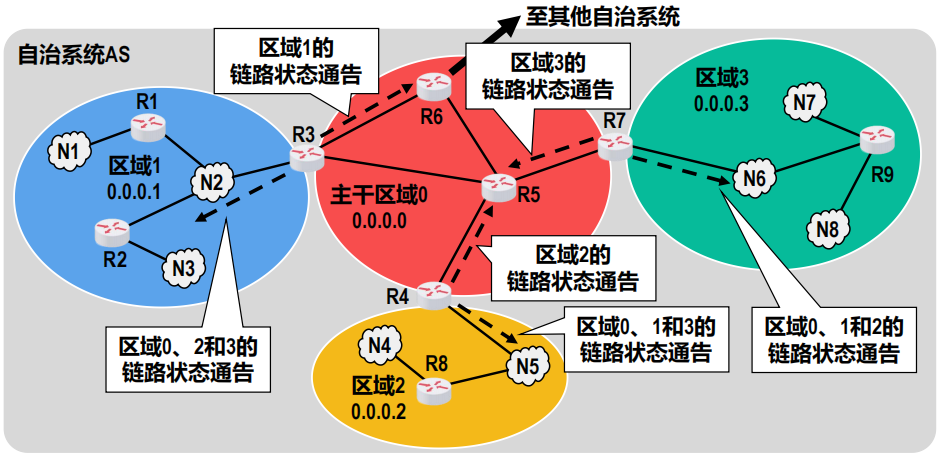 至其他自治系统
自治系统AS
区域1的
链路状态通告
区域3的
链路状态通告
区域3
0.0.0.3
N7
R1
R6
R7
R3
N1
区域1
0.0.0.1
N2
主干区域0
0.0.0.0
R5
N6
R9
R2
N3
N8
区域2的
链路状态通告
R4
区域0、2和3的
链路状态通告
区域0、1和3的
链路状态通告
区域0、1和2的
链路状态通告
N4
R8
N5
区域2
0.0.0.2